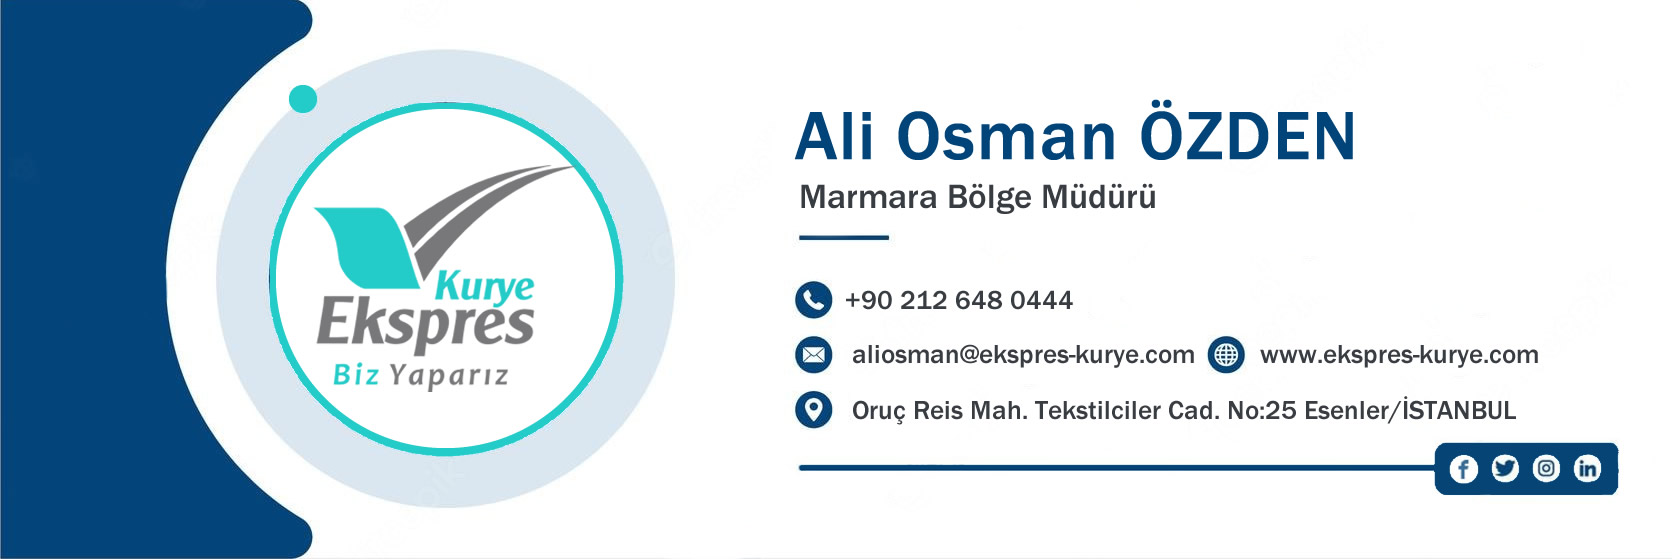 Kurye
Ekspres
Biz Yaparız
Ali Osman ÖZDEN
Marmara Bölge Müdürü
+90 212 648 0444
aliosman@ekspres-kurye.com www.ekspres-kurye.com
Oruç Reis Mah. Tekstilciler Cad. No:25 Esenler/İSTANBUL